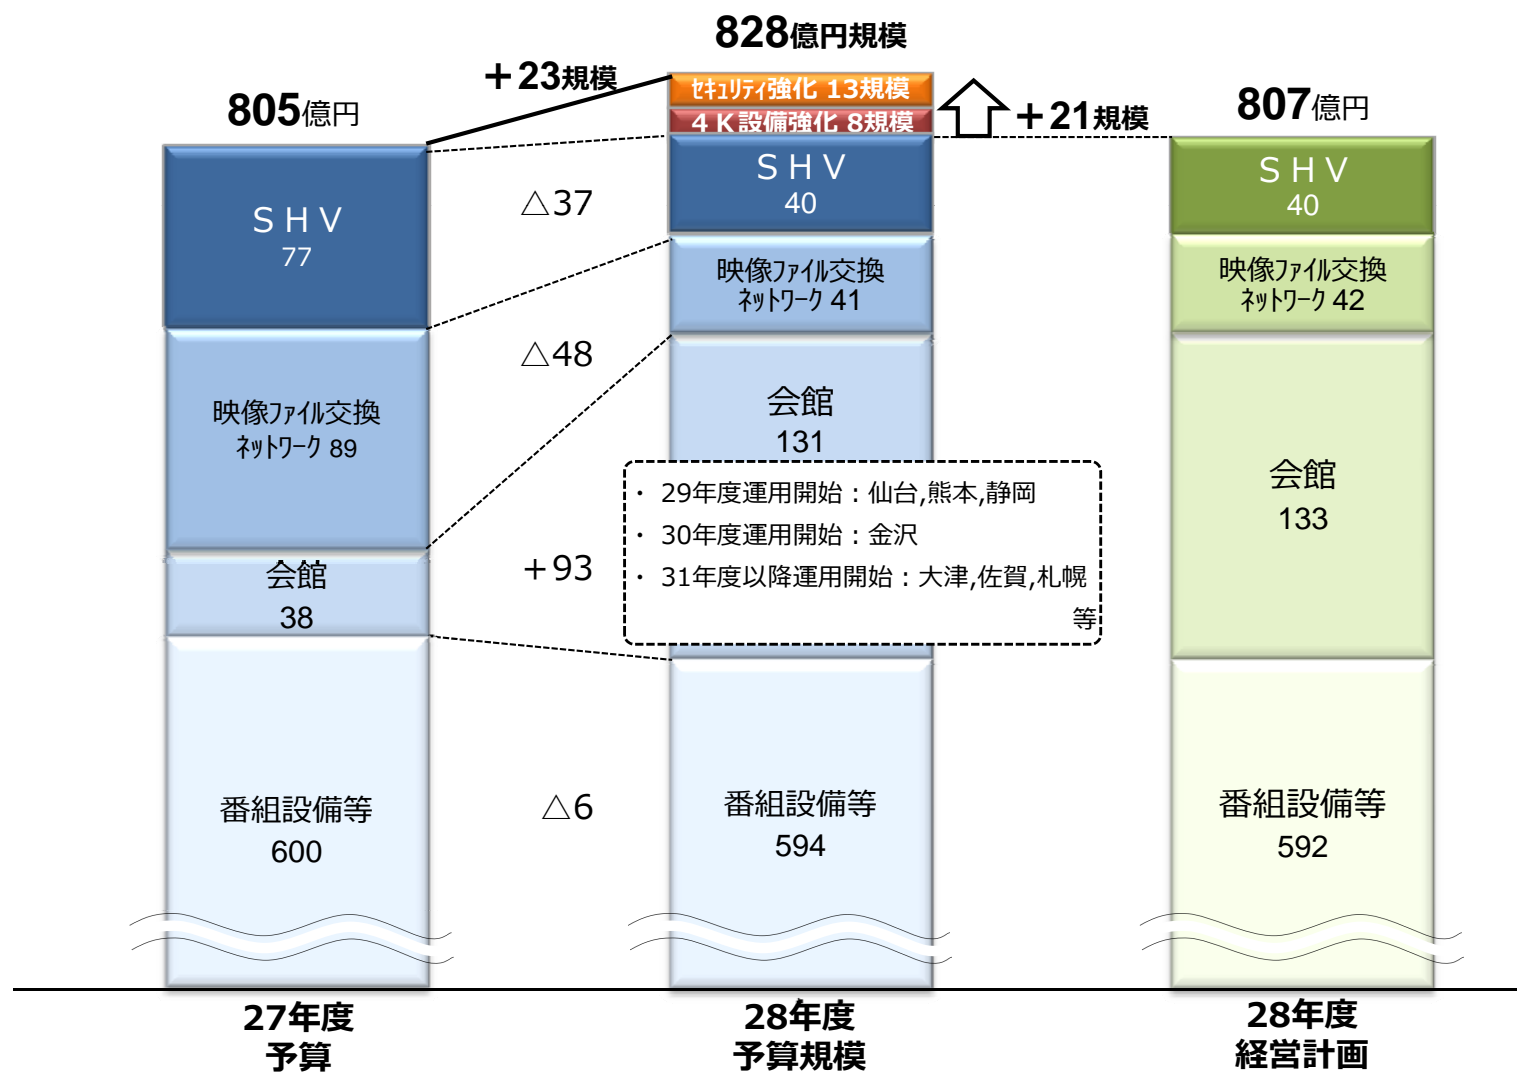 828億円規模
＋23規模
805億円
セキュリティ強化 13規模
４Ｋ設備強化 8規模
＋21規模
807億円
ＳＨＶ
77
△37
ＳＨＶ
40
ＳＨＶ
40
映像ファイル交換
ネットワーク 89
△48
映像ファイル交換
ネットワーク 41
映像ファイル交換
ネットワーク 42
会館
38
＋93
会館
131
・ 29年度運用開始：仙台,熊本,静岡
・ 30年度運用開始：金沢
・ 31年度以降運用開始：大津,佐賀,札幌
等
会館
133
番組設備等
600
△6
番組設備等
594
番組設備等
592
27年度
予算
28年度
予算規模
28年度
経営計画